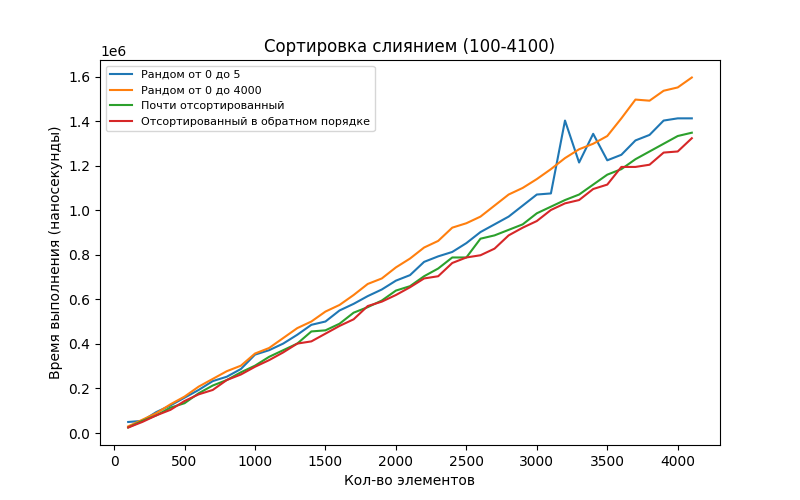 Сортировка слиянием (100-4100)
1e6
Рандом от 0 до 5
Рандом от 0 до 4000
Почти отсортированный
Отсортированный в обратном порядке
Время выполнения (наносекунды)
1.6
1.4
1.2
1.0
0.8
0.6
0.4
0.2
0.0
0 500 1000 1500 2000 2500 3000 3500 4000
Кол-во элементов